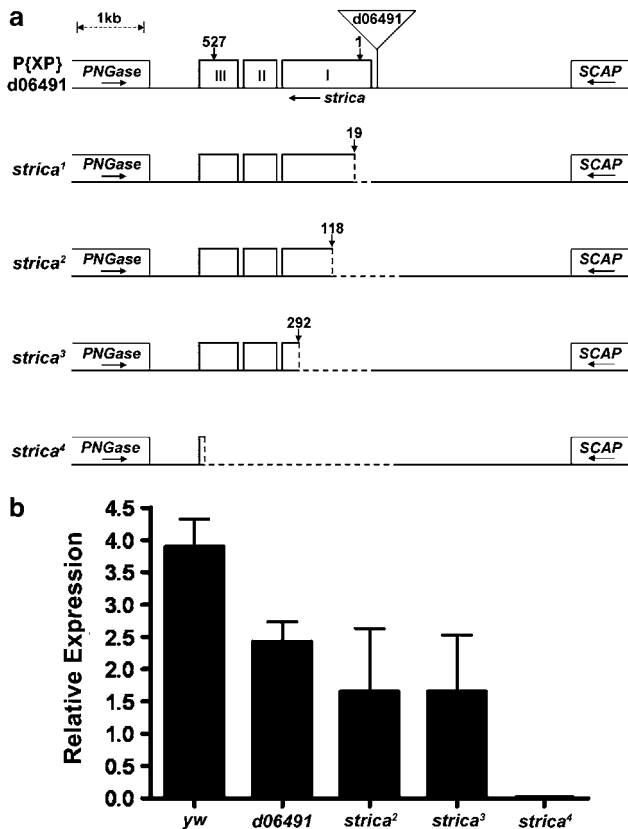 a
d06491
1kb
527
1
P{XP}
d06491
PNGase
III
II
I
SCAP
strica
19
strica¹
PNGase
SCAP
118
strica²
PNGase
SCAP
292
strica³
PNGase
SCAP
strica⁴
PNGase
SCAP
b
Relative Expression
4.5
4.0
3.5
3.0
2.5
2.0
1.5
1.0
0.5
0.0
yw
d06491
strica²
strica³
strica⁴